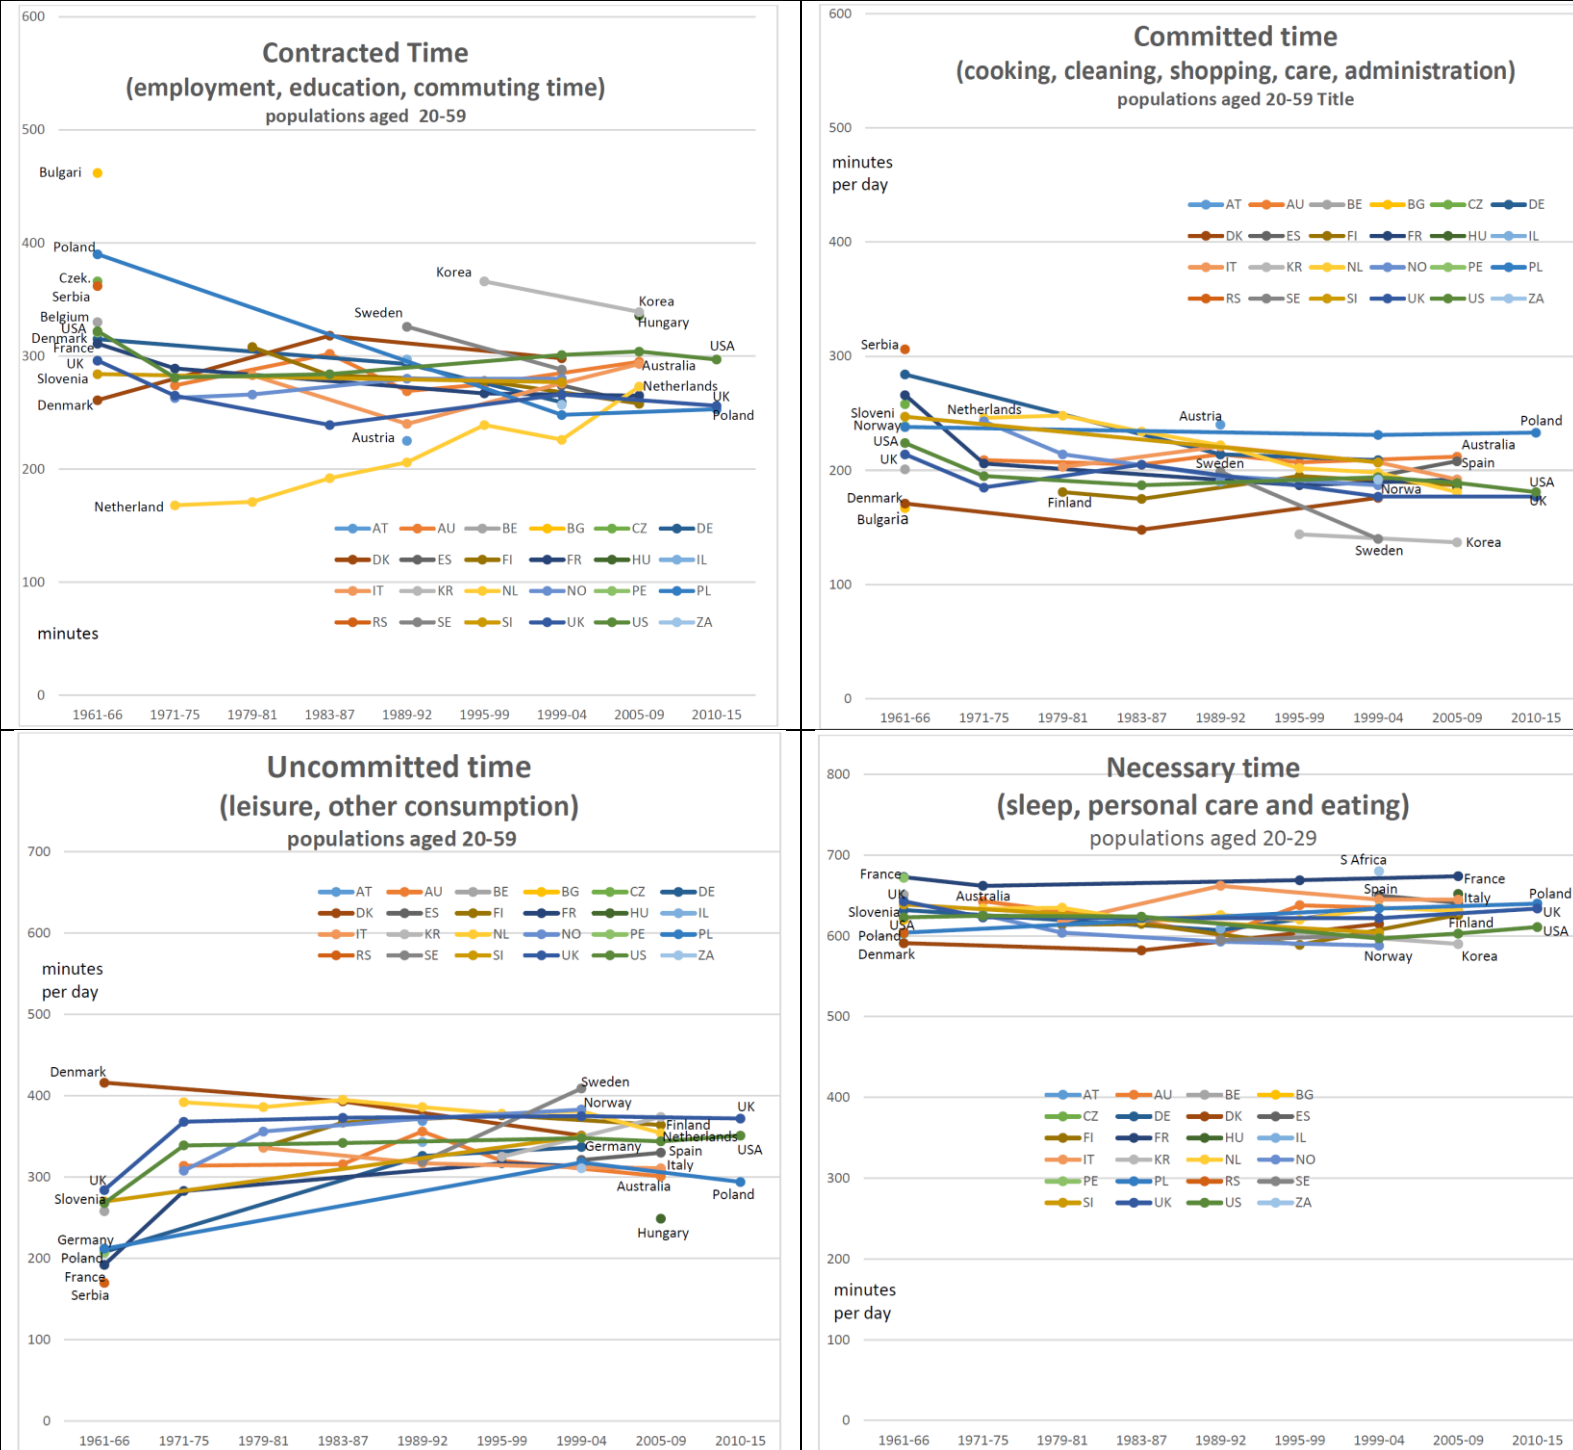 Contracted Time
(employment, education, commuting time)
populations aged 20-59
600
500
400
300
200
100
0
Bulgari
Poland
Czek.
Serbia
Belgium
USA
Denmark
France
UK
Slovenia
Denmark
Netherland
Sweden
Austria
Korea
Korea
Hungary
USA
Australia
Netherlands
UK
Poland
AT AU BE BG CZ DE
DK ES FI FR HU IL
IT KR NL NO PE PL
RS SE SI UK US ZA
minutes
1961-66 1971-75 1979-81 1983-87 1989-92 1995-99 1999-04 2005-09 2010-15
Committed time
(cooking, cleaning, shopping, care, administration)
populations aged 20-59 Title
600
500
400
300
200
100
0
minutes
per day
AT AU BE BG CZ DE
DK ES FI FR HU IL
IT KR NL NO PE PL
RS SE SI UK US ZA
Serbia
Sloveni
Norway
USA
UK
Denmark
Bulgaria
Netherlands
Finland
Austria
Sweden
Norwa
Sweden
Korea
Poland
Australia
Spain
USA
UK
1961-66 1971-75 1979-81 1983-87 1989-92 1995-99 1999-04 2005-09 2010-15
Uncommitted time
(leisure, other consumption)
populations aged 20-59
700
600
500
400
300
200
100
0
AT AU BE BG CZ DE
DK ES FI FR HU IL
IT KR NL NO PE PL
RS SE SI UK US ZA
minutes
per day
Denmark
UK
Slovenia
Germany
Poland
France
Serbia
Sweden
Norway
Finland
Netherlands
Germany
Spain
Italy
Australia
Hungary
UK
USA
Poland
1961-66 1971-75 1979-81 1983-87 1989-92 1995-99 1999-04 2005-09 2010-15
Necessary time
(sleep, personal care and eating)
populations aged 20-29
800
700
600
500
400
300
200
100
0
France
UK
Slovenia
USA
Poland
Denmark
Australia
S Africa
Spain
France
Italy
Finland
Norway
Korea
Poland
UK
USA
AT AU BE BG
CZ DE DK ES
FI FR HU IL
IT KR NL NO
PE PL RS SE
SI UK US ZA
minutes
per day
1961-66 1971-75 1979-81 1983-87 1989-92 1995-99 1999-04 2005-09 2010-15